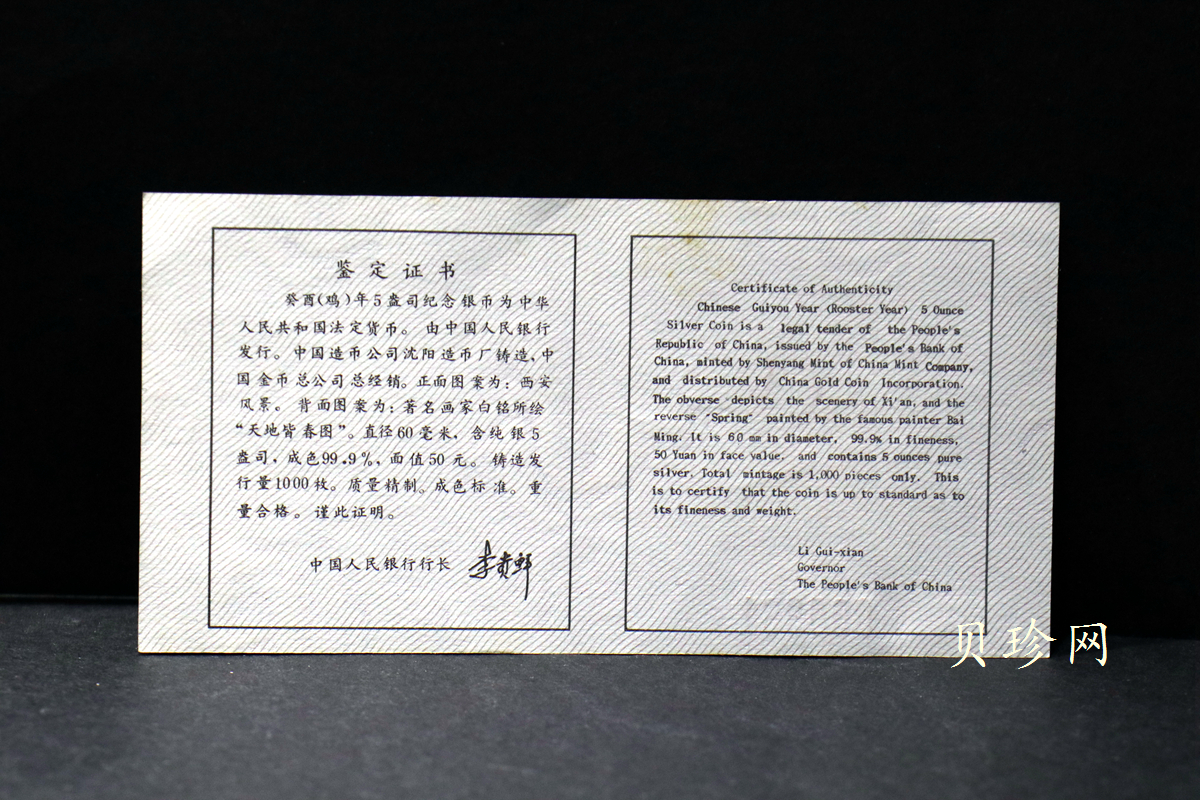 鉴定证书
癸酉(鸡)年5盎司纪念银币为中华
人民共和国法定货币。由中国人民银行
发行。中国造币公司沈阳造币厂铸造,中
国金币总公司总经销。正面图案为:西安
风景。背面图案为:著名画家白铭所绘
“天地皆春图”。直径60毫米,含纯银5
盎司,成色99.9%,面值50元。铸造发
行量1000枚。质量精制。成色标准。重
量合格。谨此证明。
中国人民银行行长 李贵鲜
Certificate of Authenticity
Chinese Guiyou Year (Rooster Year) 5 Ounce
Silver Coin is a legal tender of the People's
Republic of China, issued by the People's Bank of
China, minted by Shenyang Mint of China Mint Company,
and distributed by China Gold Coin Incorporation.
The obverse depicts the scenery of Xi'an, and the
reverse "Spring" painted by the famous painter Bai
Ming. It is 60 mm in diameter, 99.9% in fineness,
50 Yuan in face value, and contains 5 ounces pure
silver. Total mintage is 1,000 pieces only. This
is to certify that the coin is up to standard as to
its fineness and weight.
Li Gui-xian
Governor
The People's Bank of China
贝珍网